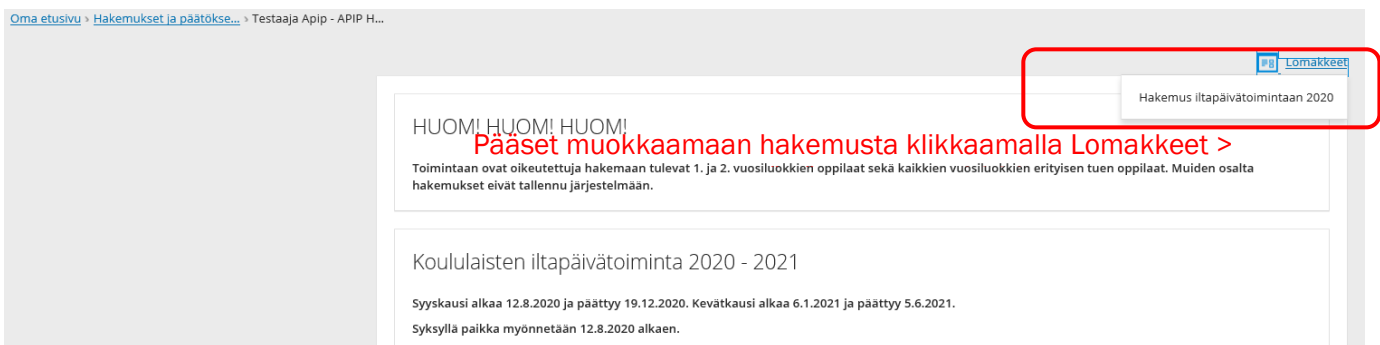 Oma etusivu › Hakemukset ja päätökse... › Testaaja Apip - APIP H...
Lomakkeet
Hakemus iltapäivätoimintaan 2020
HUOM! HUOM! HUOM!
Pääset muokkaamaan hakemusta klikkaamalla Lomakkeet >
Toimintaan ovat oikeutettuja hakemaan tulevat 1. ja 2. vuosiluokkien oppilaat sekä kaikkien vuosiluokkien erityisen tuen oppilaat. Muiden osalta
hakemukset eivät tallennu järjestelmään.
Koululaisten iltapäivätoiminta 2020 - 2021
Syyskausi alkaa 12.8.2020 ja päättyy 19.12.2020. Kevätkausi alkaa 6.1.2021 ja päättyy 5.6.2021.
Syksyllä paikka myönnetään 12.8.2020 alkaen.